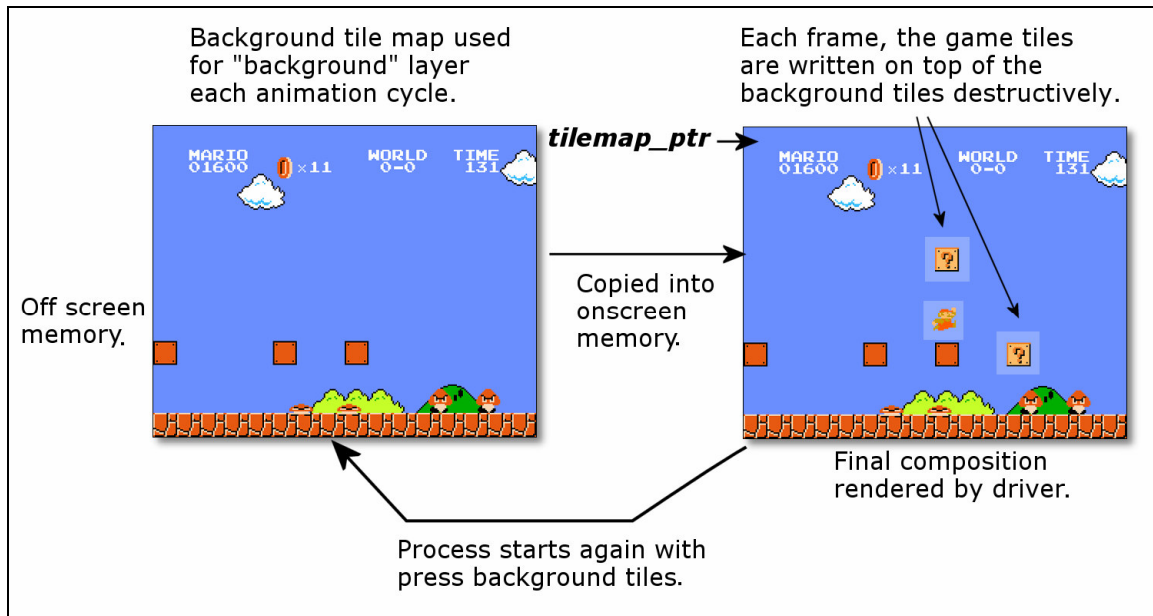 Background tile map used
for "background" layer
each animation cycle.
Each frame, the game tiles
are written on top of the
background tiles destructively.
tilemap_ptr
MARIO WORLD TIME
01600 ×11 0-0 131
MARIO WORLD TIME
01600 ×11 0-0 131
?
?
Off screen
memory.
Copied into
onscreen
memory.
Final composition
rendered by driver.
Process starts again with
press background tiles.